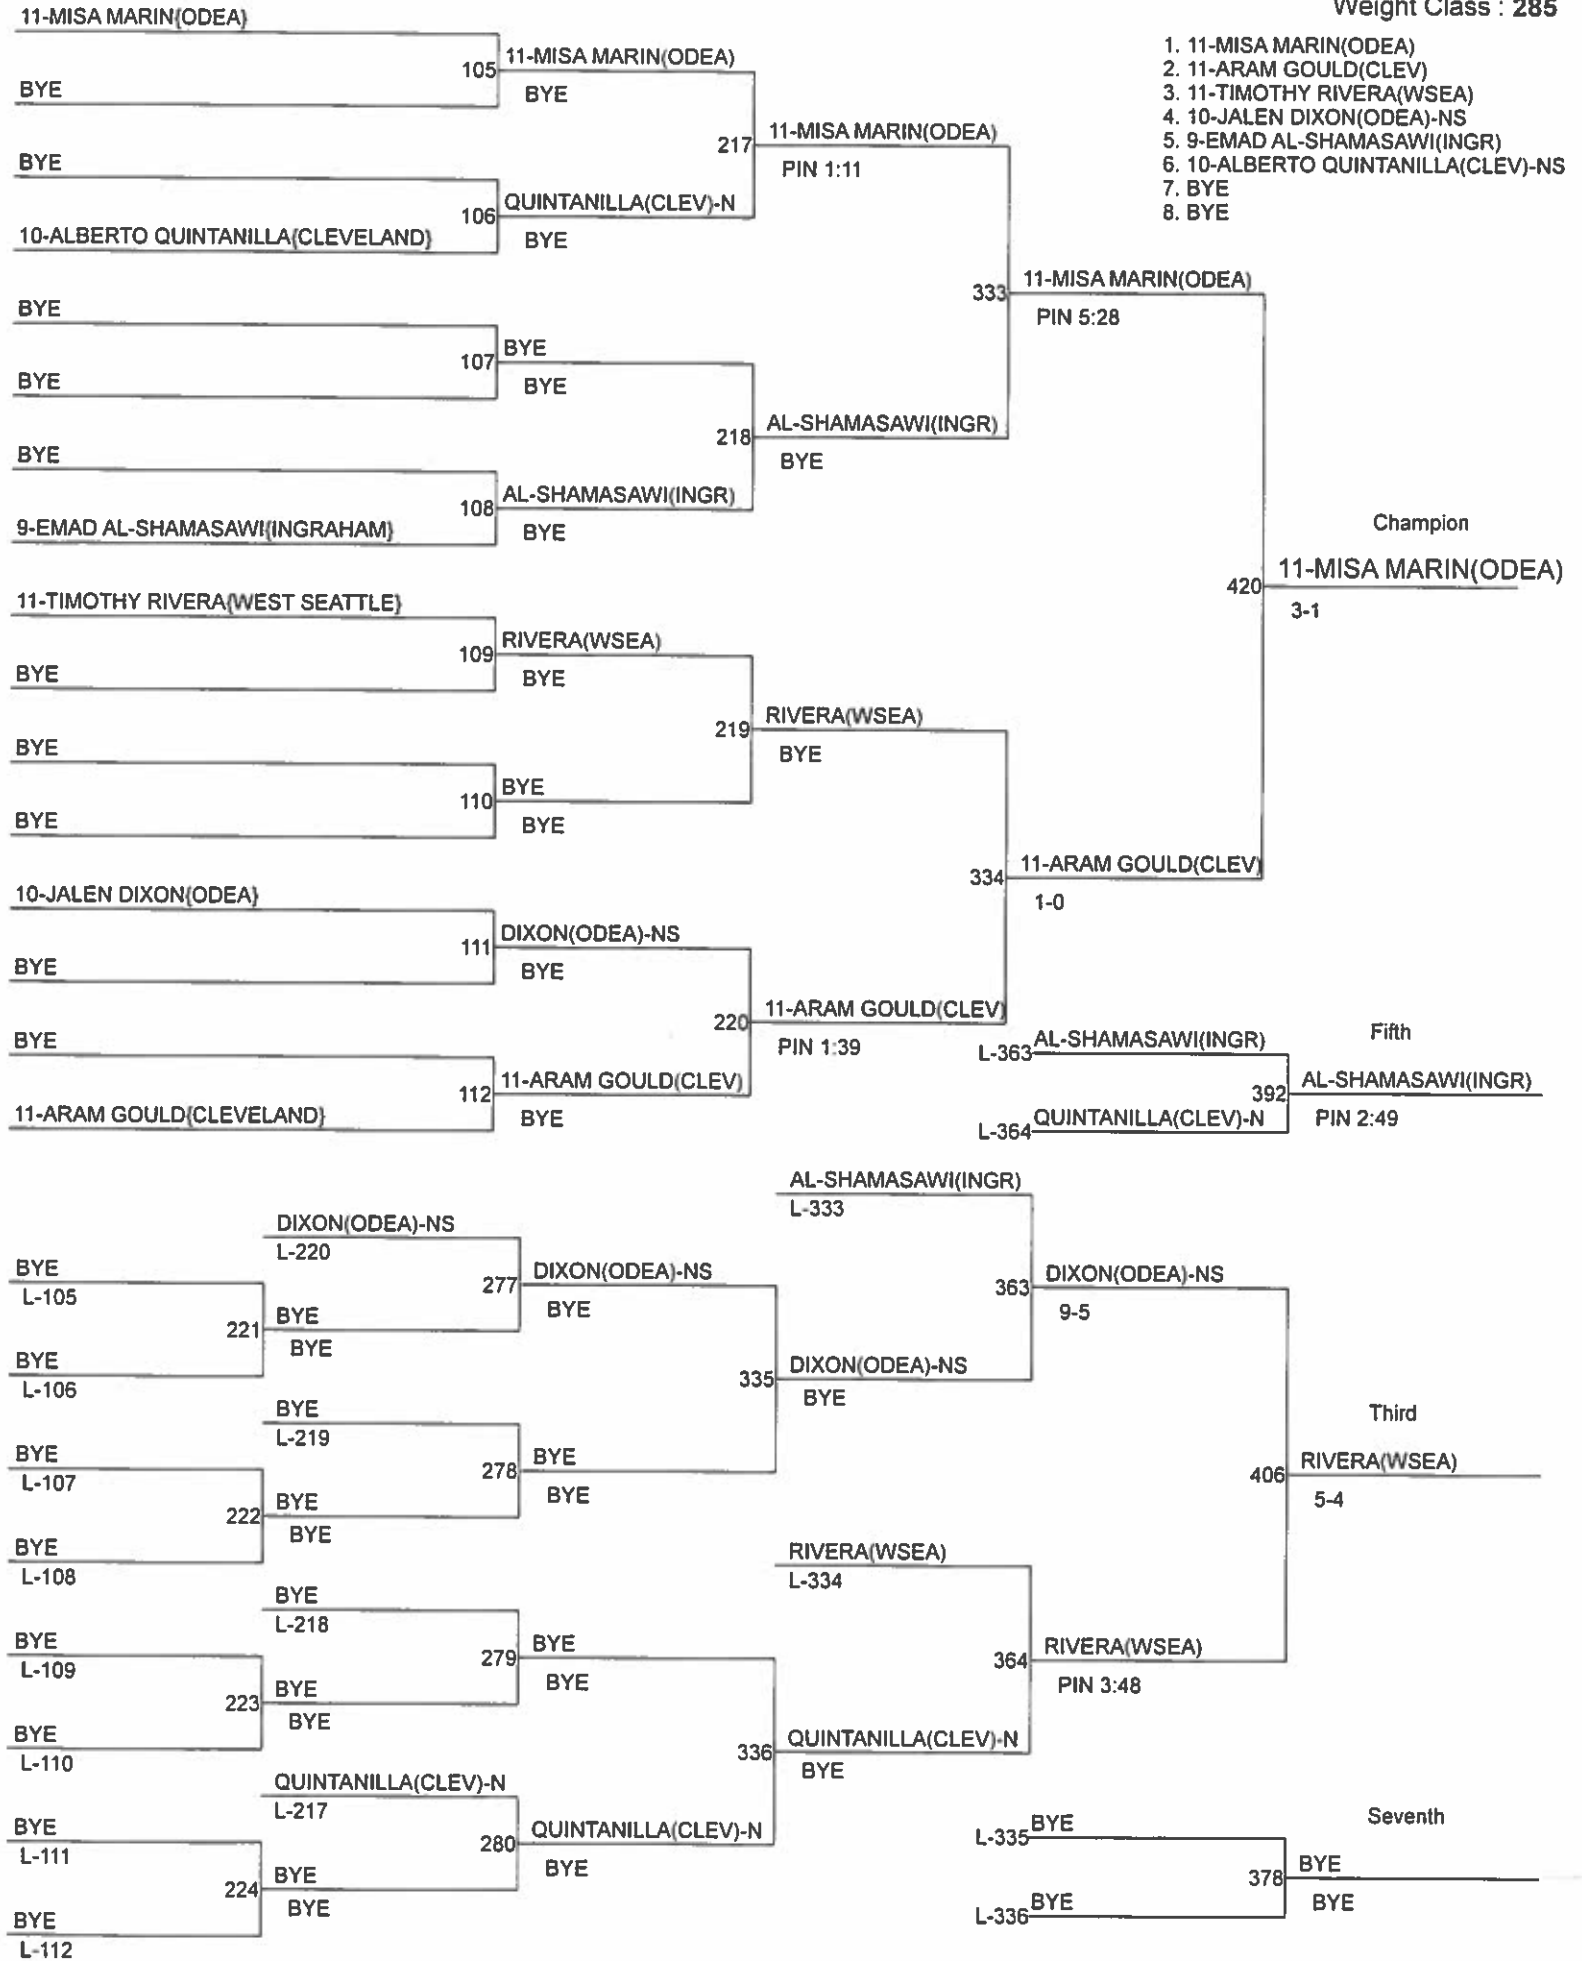 Weight Class : 285
1. 11-MISA MARIN(ODEA)
2. 11-ARAM GOULD(CLEV)
3. 11-TIMOTHY RIVERA(WSEA)
4. 10-JALEN DIXON(ODEA)-NS
5. 9-EMAD AL-SHAMASAWI(INGR)
6. 10-ALBERTO QUINTANILLA(CLEV)-NS
7. BYE
8. BYE
11-MISA MARIN{ODEA}
105
BYE
11-MISA MARIN(ODEA)
BYE
BYE
106
10-ALBERTO QUINTANILLA{CLEVELAND}
QUINTANILLA(CLEV)-N
BYE
217
11-MISA MARIN(ODEA)
PIN 1:11
BYE
107
BYE
BYE
BYE
BYE
108
9-EMAD AL-SHAMASAWI{INGRAHAM}
AL-SHAMASAWI(INGR)
BYE
218
AL-SHAMASAWI(INGR)
BYE
333
11-MISA MARIN(ODEA)
PIN 5:28
11-TIMOTHY RIVERA{WEST SEATTLE}
109
BYE
RIVERA(WSEA)
BYE
BYE
110
BYE
BYE
BYE
219
RIVERA(WSEA)
BYE
10-JALEN DIXON{ODEA}
111
BYE
DIXON(ODEA)-NS
BYE
BYE
112
11-ARAM GOULD{CLEVELAND}
11-ARAM GOULD(CLEV)
BYE
220
11-ARAM GOULD(CLEV)
PIN 1:39
334
11-ARAM GOULD(CLEV)
1-0
Champion
420
11-MISA MARIN(ODEA)
3-1
Fifth
L-363
AL-SHAMASAWI(INGR)
L-364
QUINTANILLA(CLEV)-N
392
AL-SHAMASAWI(INGR)
PIN 2:49
BYE
L-105
BYE
L-106
221
BYE
BYE
DIXON(ODEA)-NS
L-220
277
DIXON(ODEA)-NS
BYE
BYE
L-107
BYE
L-108
222
BYE
BYE
BYE
L-219
278
BYE
BYE
335
DIXON(ODEA)-NS
BYE
AL-SHAMASAWI(INGR)
L-333
363
DIXON(ODEA)-NS
9-5
BYE
L-109
BYE
L-110
223
BYE
BYE
BYE
L-218
279
BYE
BYE
BYE
L-111
BYE
L-112
224
BYE
BYE
QUINTANILLA(CLEV)-N
L-217
280
QUINTANILLA(CLEV)-N
BYE
336
QUINTANILLA(CLEV)-N
BYE
RIVERA(WSEA)
L-334
364
RIVERA(WSEA)
PIN 3:48
Third
406
RIVERA(WSEA)
5-4
Seventh
L-335
BYE
L-336
BYE
378
BYE
BYE